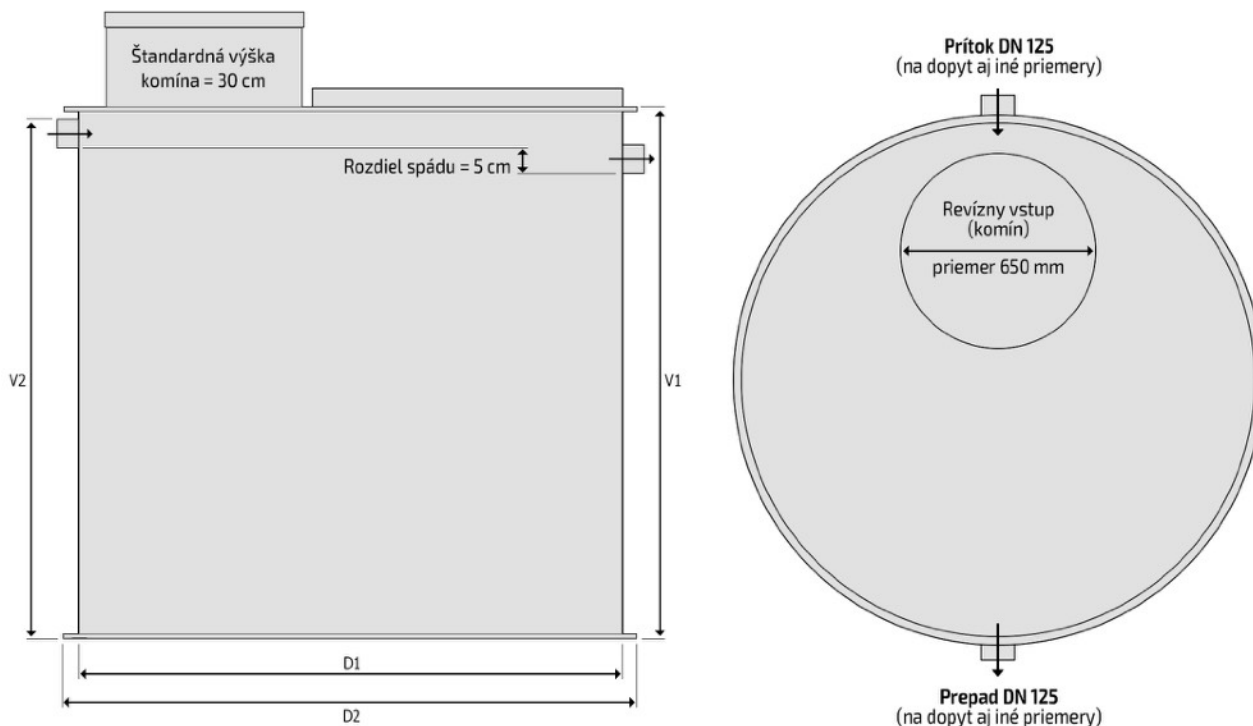 Štandardná výška
komína = 30 cm
Rozdiel spádu = 5 cm
V2
V1
D1
D2
Prítok DN 125
(na dopyt aj iné priemery)
Revízny vstup
(komín)
priemer 650 mm
Prepad DN 125
(na dopyt aj iné priemery)